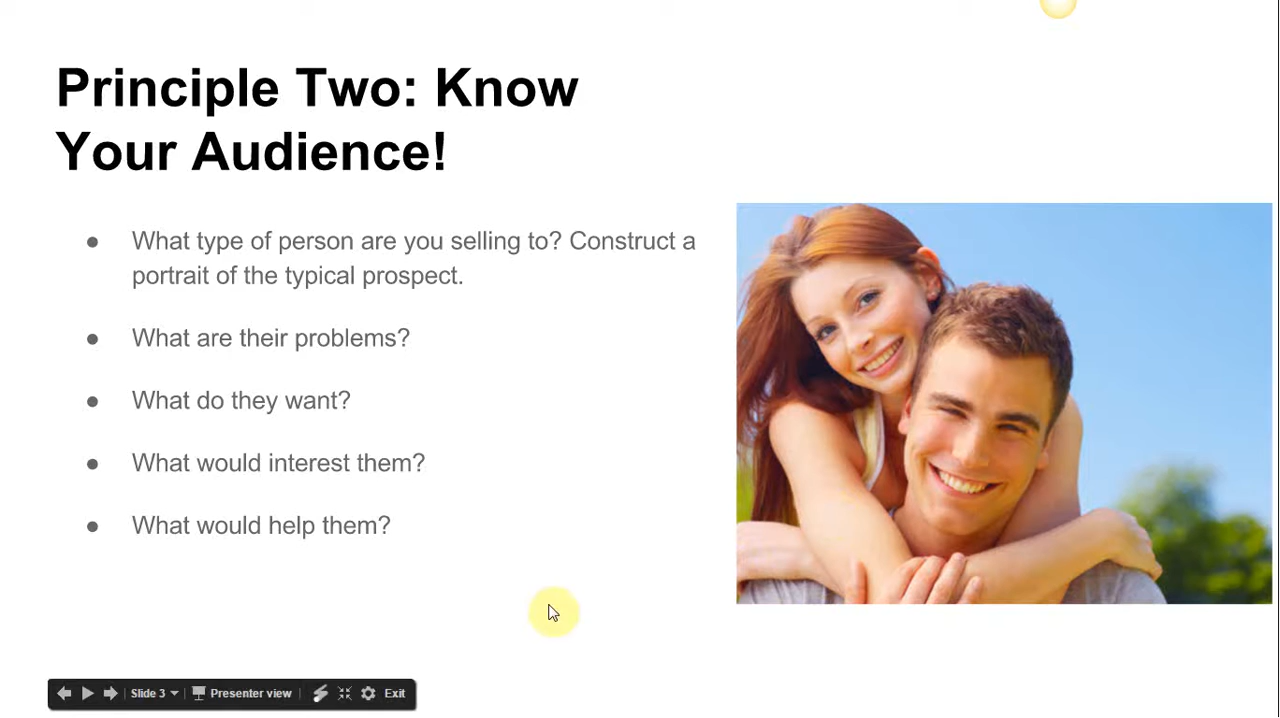 Principle Two: Know
Your Audience!
● What type of person are you selling to? Construct a
portrait of the typical prospect.
● What are their problems?
● What do they want?
● What would interest them?
● What would help them?
Slide 3 Presenter view Exit